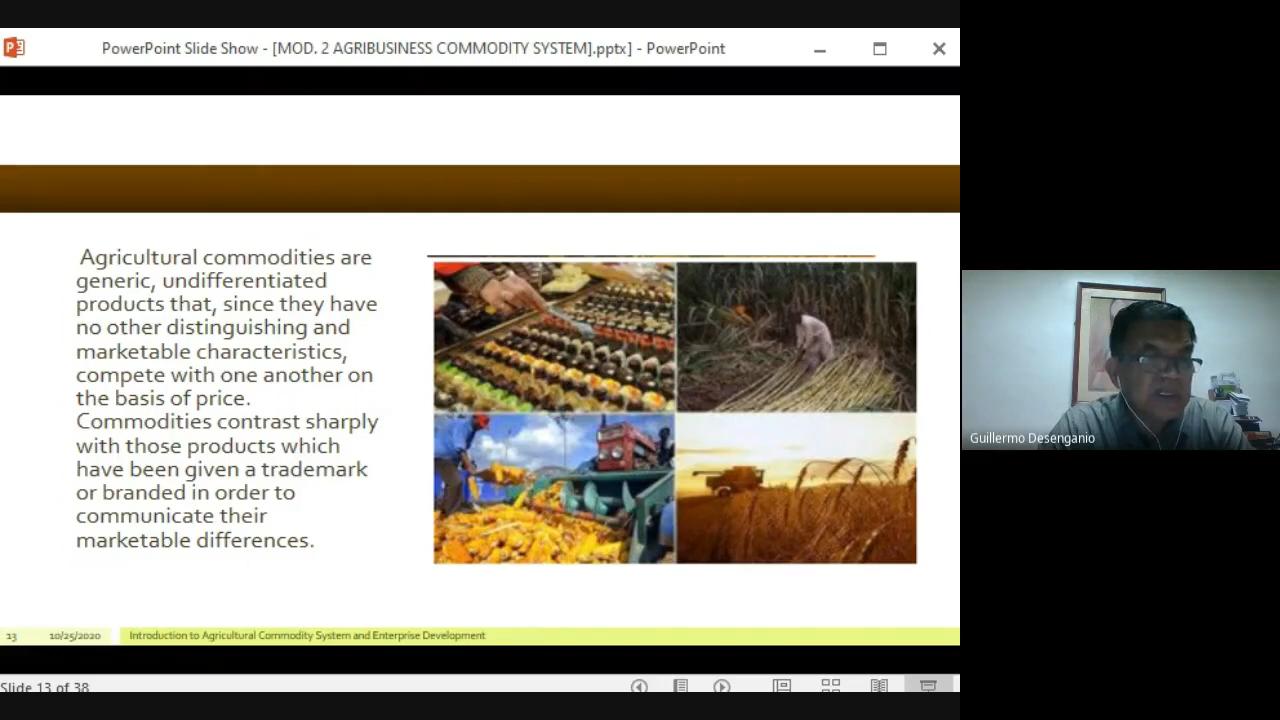 PowerPoint Slide Show - [MOD. 2 AGRIBUSINESS COMMODITY SYSTEM].pptx] - PowerPoint
Agricultural commodities are
generic, undifferentiated
products that, since they have
no other distinguishing and
marketable characteristics,
compete with one another on
the basis of price.
Commodities contrast sharply
with those products which
have been given a trademark
or branded in order to
communicate their
marketable differences.
Guillermo Desenganio
13 10/25/2020 Introduction to Agricultural Commodity System and Enterprise Development
Slide 13 of 38